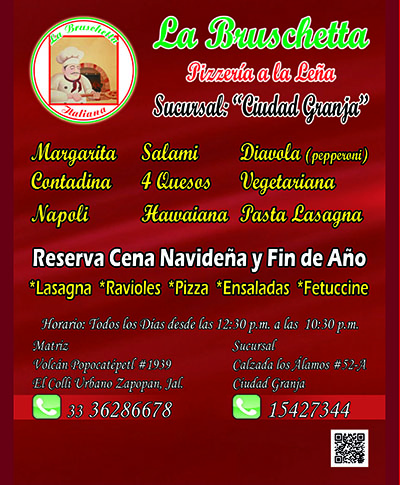 La Bruschetta
Italiana
La Bruschetta
Pizzería a la Leña
Sucursal: "Ciudad Granja"
Margarita Salami Diavola (pepperoni)
Contadina 4 Quesos Vegetariana
Napoli Hawaiana Pasta Lasagna
Reserva Cena Navideña y Fin de Año
*Lasagna *Ravioles *Pizza *Ensaladas *Fetuccine
Horario: Todos los Días desde las 12:30 p.m. a las 10:30 p.m.
Matriz
Volcán Popocatépetl #1939
El Colli Urbano Zapopan, Jal.
33 36286678
Sucursal
Calzada los Álamos #52-A
Ciudad Granja
15427344